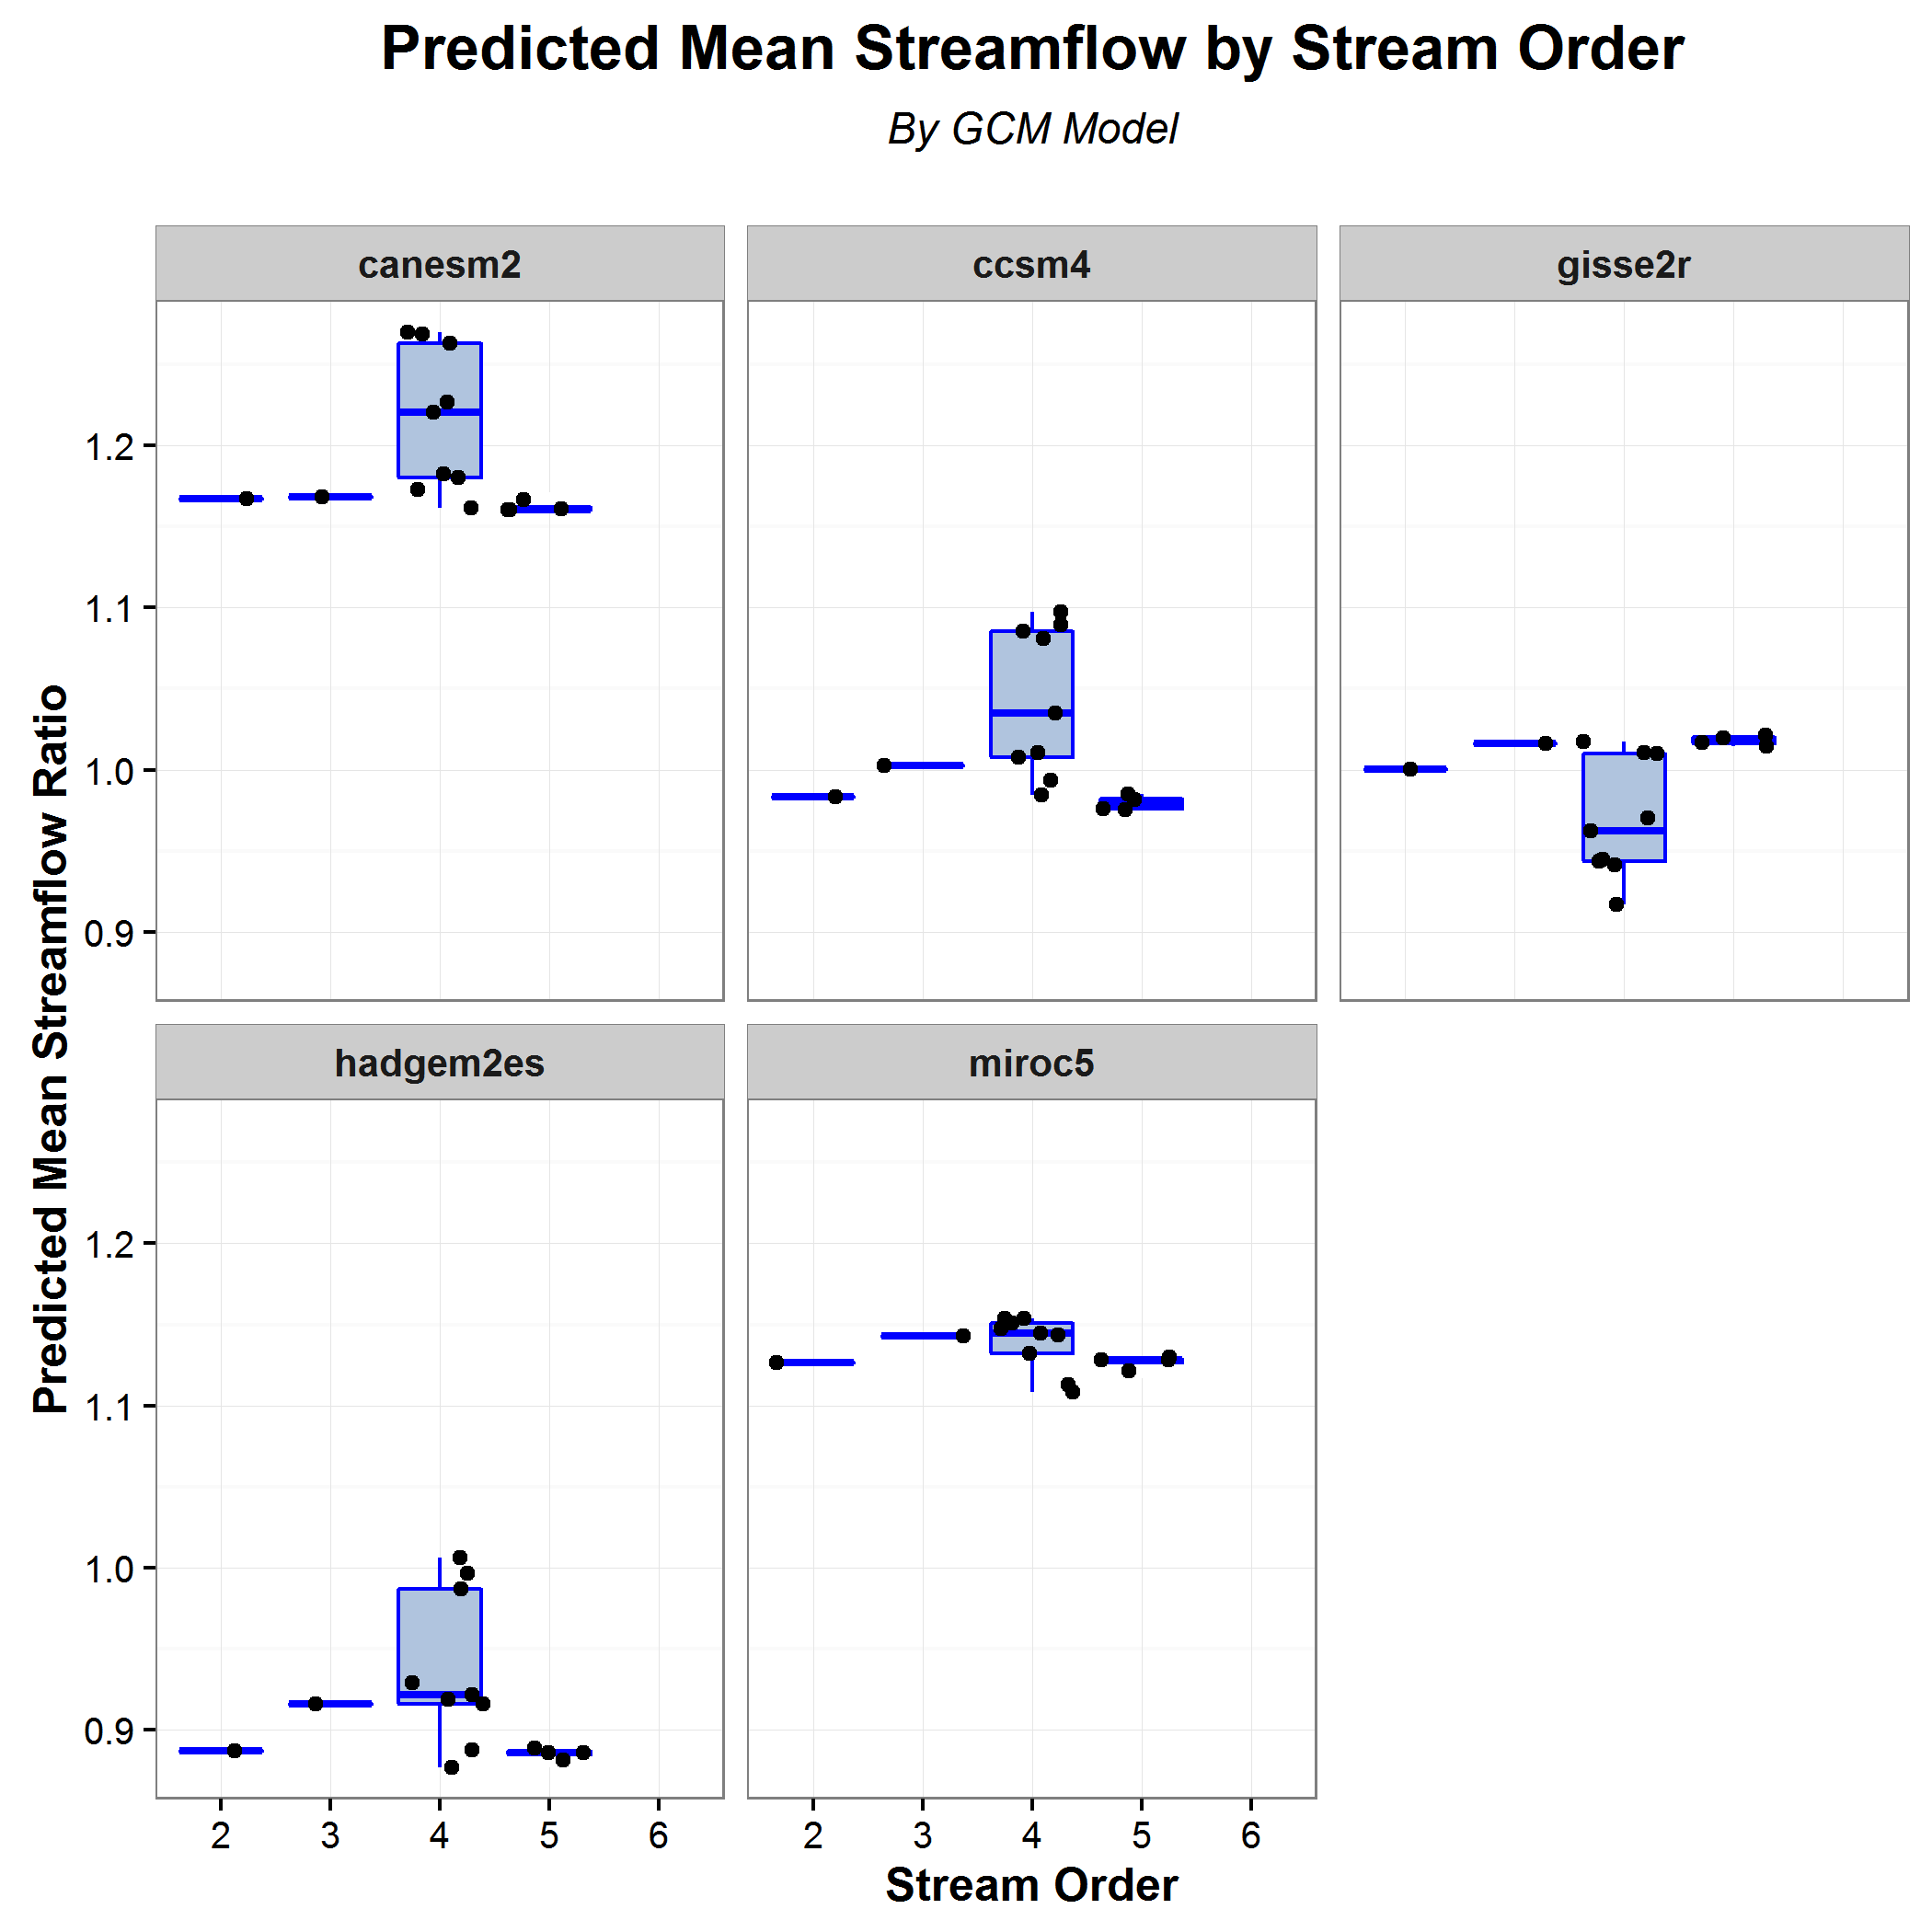 Predicted Mean Streamflow by Stream Order
By GCM Model
canesm2
ccsm4
gisse2r
1.2
1.1
1.0
0.9
Predicted Mean Streamflow Ratio
hadgem2es
miroc5
1.2
1.1
1.0
0.9
2 3 4 5 6
2 3 4 5 6
Stream Order